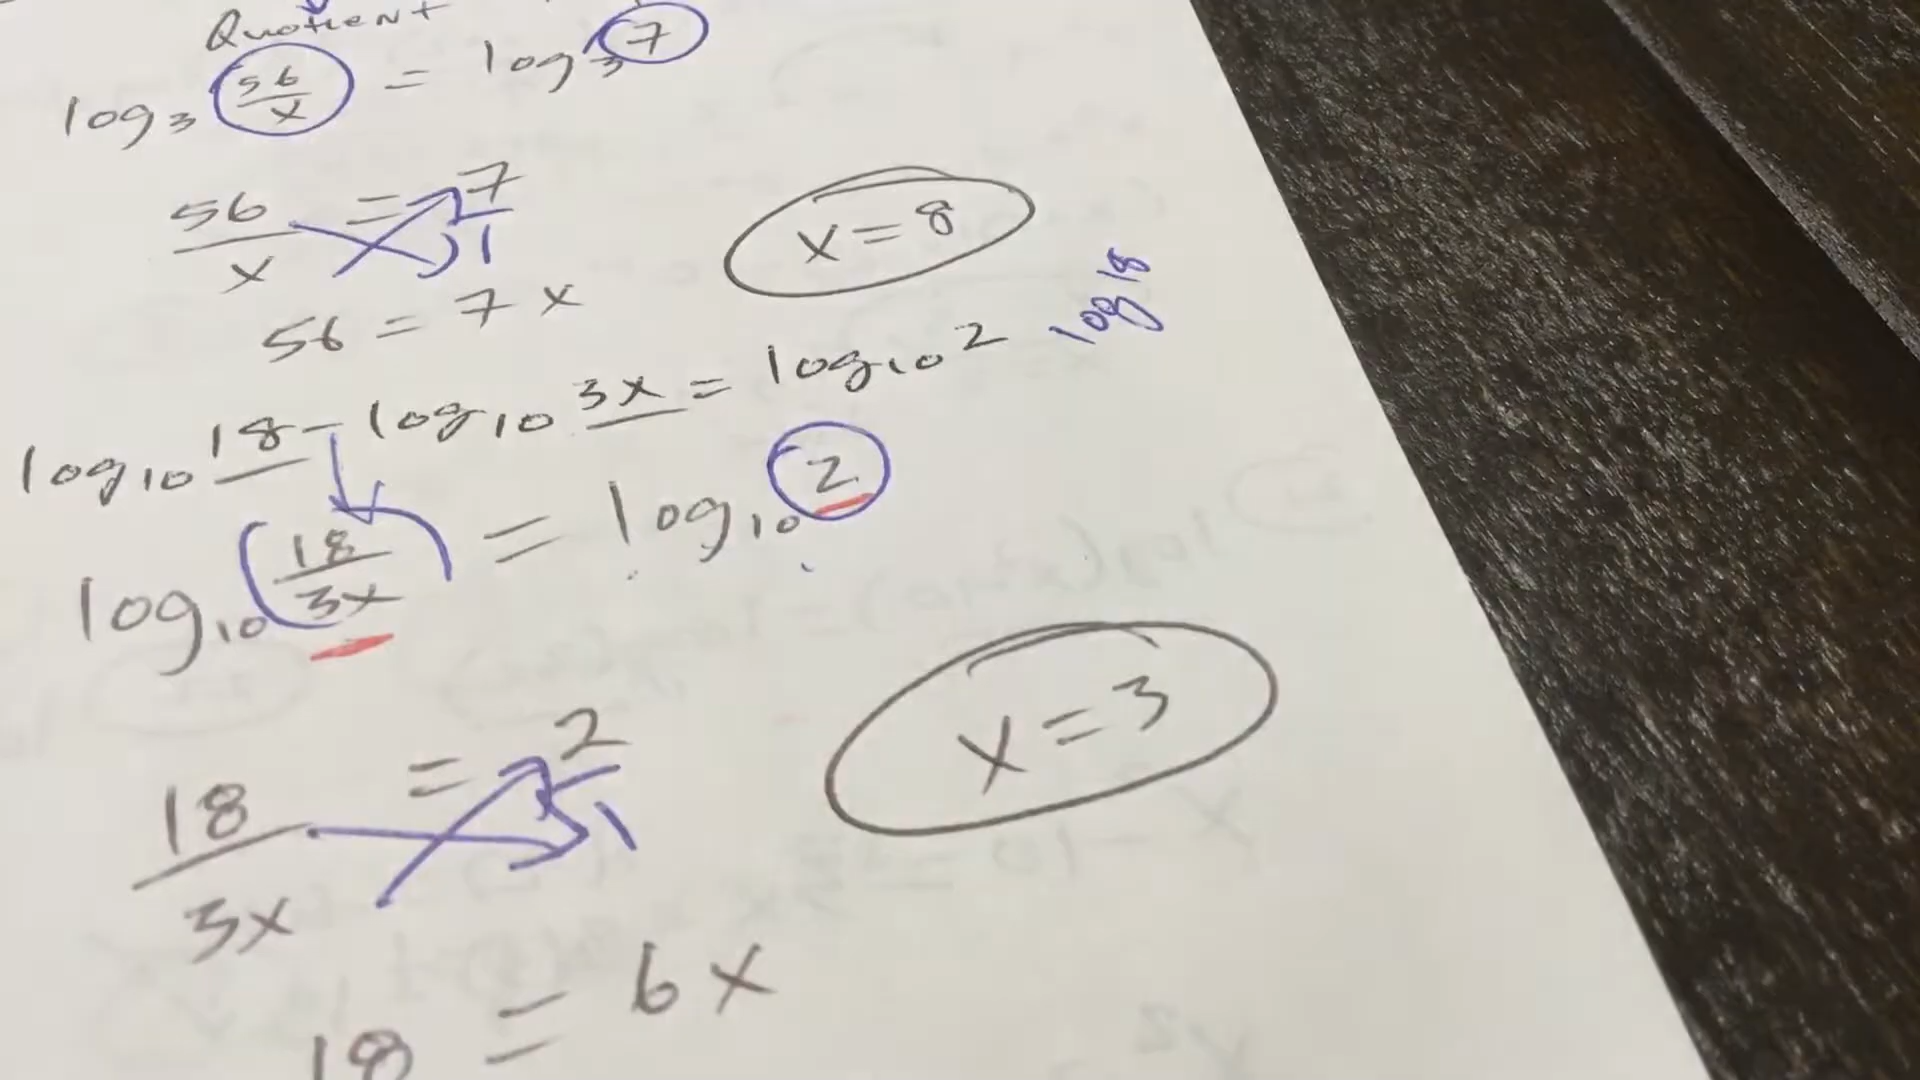 Quotient
log₃ 56/x = log₃ 7
56/x = 7/1
56 = 7x
x = 8
log₁₀ 18 - log₁₀ 3x = log₁₀ 2
log 18
log₁₀ (18/3x) = log₁₀ 2
18/3x = 2/1
x = 3
18 = 6x